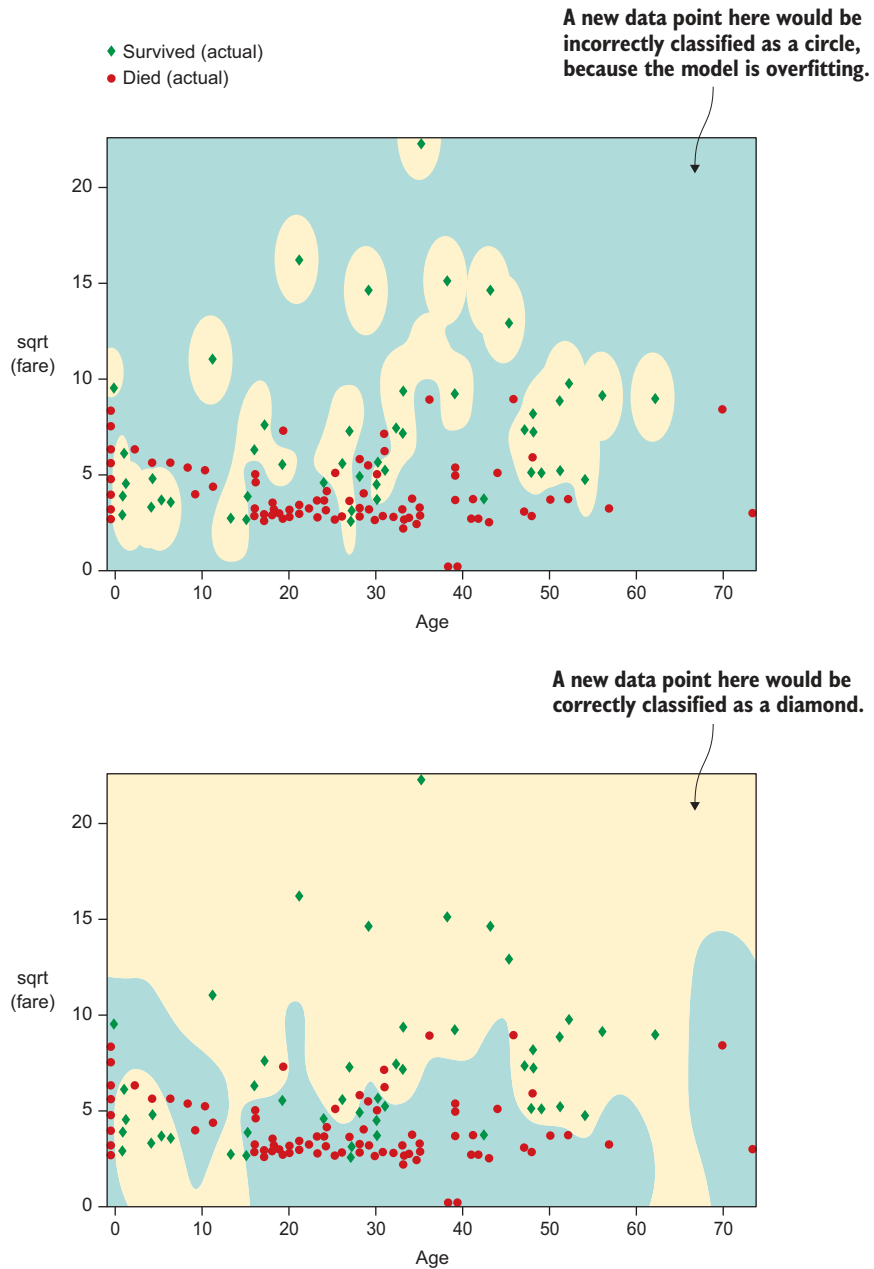 A new data point here would be
incorrectly classified as a circle,
because the model is overfitting.
Survived (actual)
Died (actual)
20
15
sqrt
(fare)
10
5
0
0 10 20 30 40 50 60 70
Age
A new data point here would be
correctly classified as a diamond.
20
15
sqrt
(fare)
10
5
0
0 10 20 30 40 50 60 70
Age